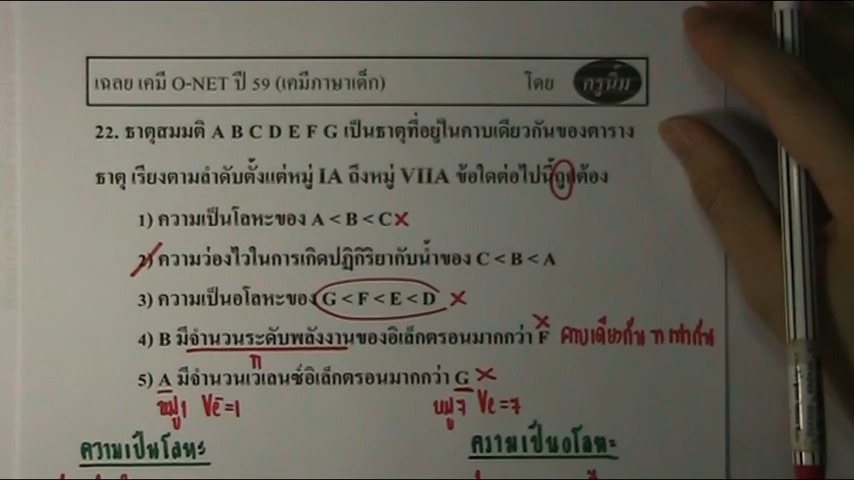 เฉลย เคมี O-NET ปี 59 (เคมีภาษาเด็ก) โดย ครูนิ้ม
22. ธาตุสมมติ A B C D E F G เป็นธาตุที่อยู่ในคาบเดียวกันของตาราง
ธาตุ เรียงตามลำดับตั้งแต่หมู่ IA ถึงหมู่ VIIA ข้อใดต่อไปนี้ถูกต้อง
1) ความเป็นโลหะของ A < B < C ×
2) ความว่องไวในการเกิดปฏิกิริยากับน้ำของ C < B < A
3) ความเป็นอโลหะของ G < F < E < D ×
4) B มีจำนวนระดับพลังงานของอิเล็กตรอนมากกว่า F × คาบเดียวกัน n เท่ากัน
n
5) A มีจำนวนเวเลนซ์อิเล็กตรอนมากกว่า G ×
หมู่1 Ve=1 หมู่7 Ve=7
ความเป็นโลหะ ความเป็นอโลหะ